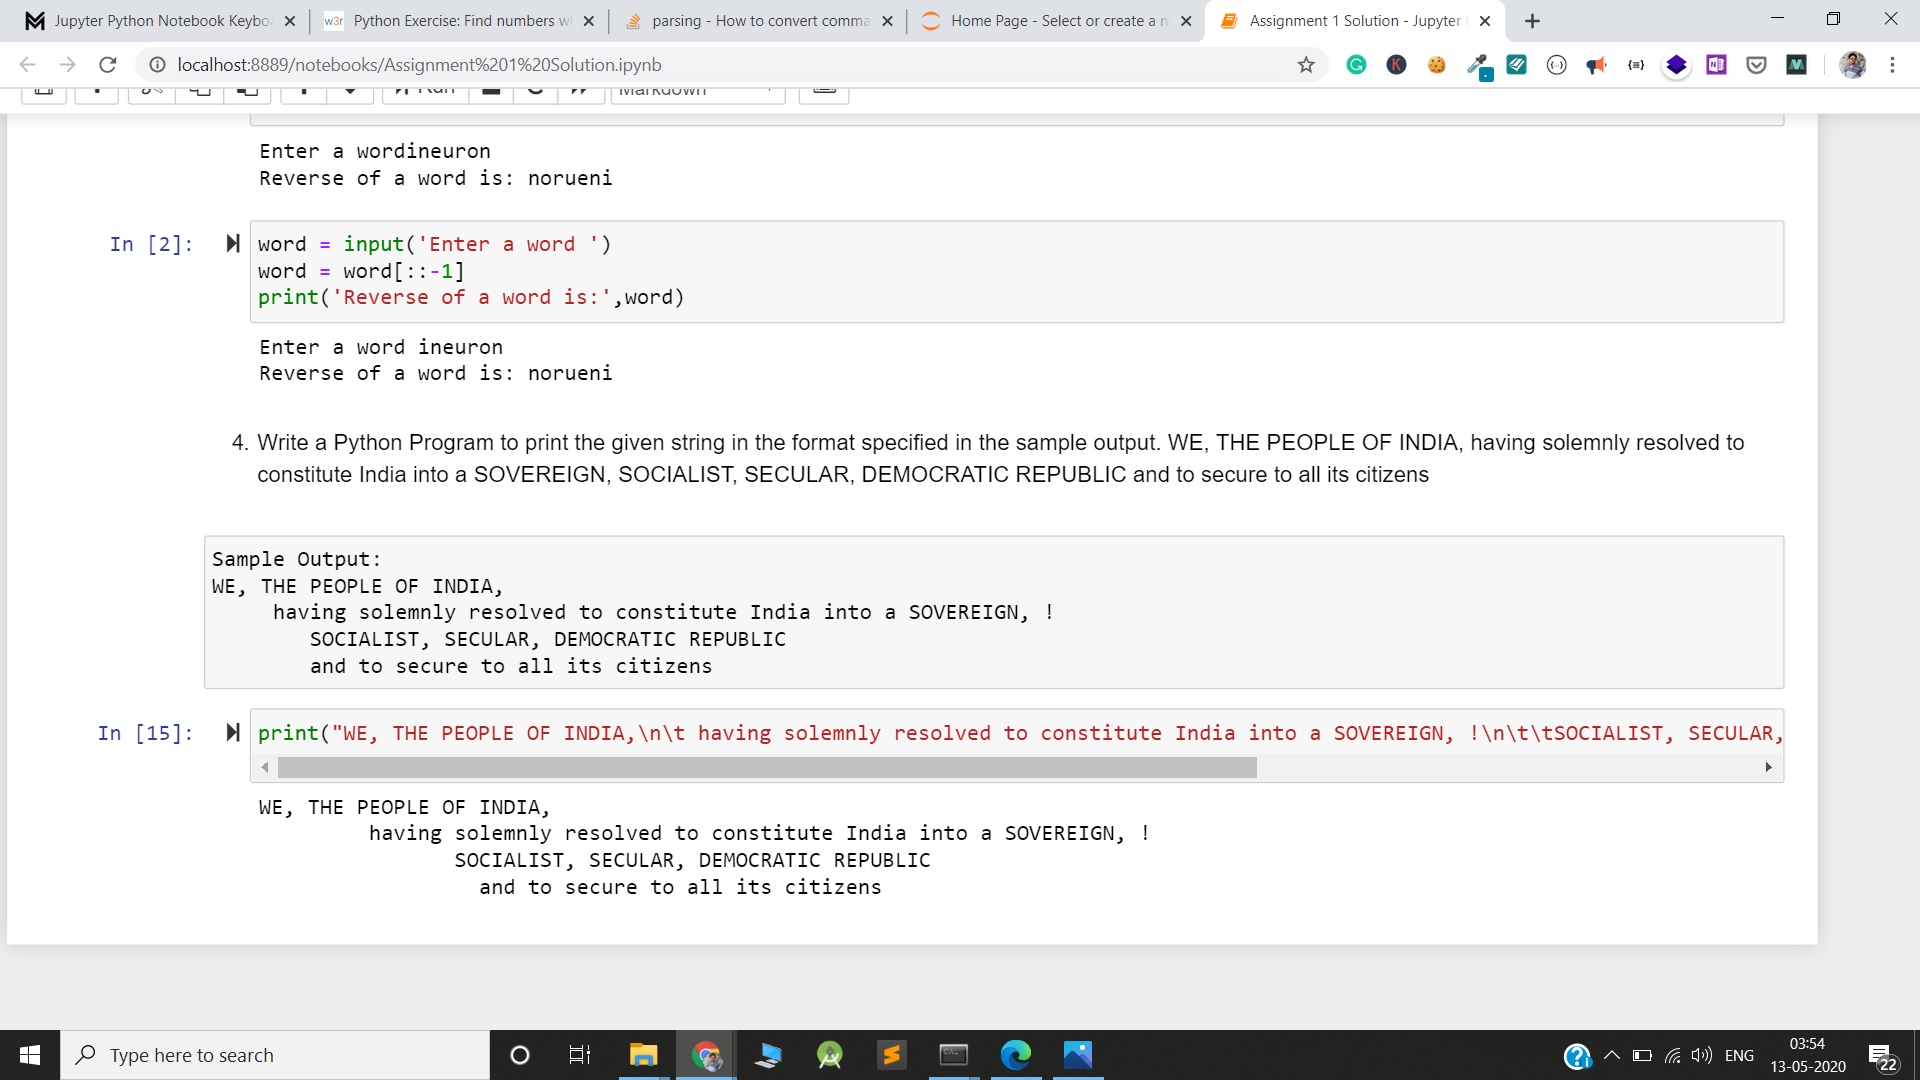 Jupyter Python Notebook Keybo
w3r Python Exercise: Find numbers w
parsing - How to convert comma
Home Page - Select or create a n
Assignment 1 Solution - Jupyter
localhost:8889/notebooks/Assignment%201%20Solution.ipynb
Run
Markdown
Enter a wordineuron
Reverse of a word is: norueni
In [2]:
word = input('Enter a word ')
word = word[::-1]
print('Reverse of a word is:',word)
Enter a word ineuron
Reverse of a word is: norueni
4. Write a Python Program to print the given string in the format specified in the sample output. WE, THE PEOPLE OF INDIA, having solemnly resolved to
constitute India into a SOVEREIGN, SOCIALIST, SECULAR, DEMOCRATIC REPUBLIC and to secure to all its citizens
Sample Output:
WE, THE PEOPLE OF INDIA,
     having solemnly resolved to constitute India into a SOVEREIGN, !
        SOCIALIST, SECULAR, DEMOCRATIC REPUBLIC
        and to secure to all its citizens
In [15]:
print("WE, THE PEOPLE OF INDIA,\n\t having solemnly resolved to constitute India into a SOVEREIGN, !\n\t\tSOCIALIST, SECULAR,
WE, THE PEOPLE OF INDIA,
         having solemnly resolved to constitute India into a SOVEREIGN, !
                SOCIALIST, SECULAR, DEMOCRATIC REPUBLIC
                  and to secure to all its citizens
Type here to search
ENG
03:54
13-05-2020
22